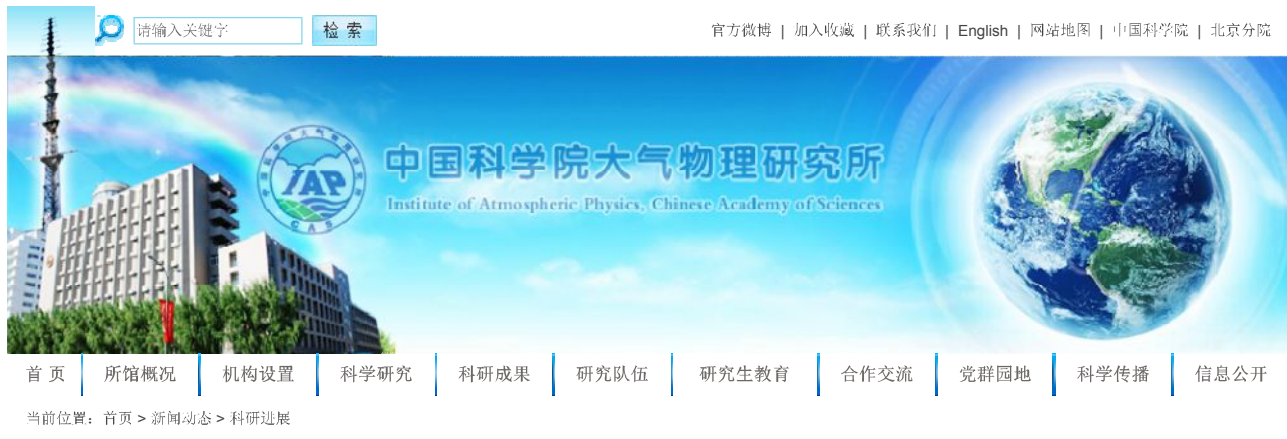 请输入关键字 检 索 官方微博 | 加入收藏 | 联系我们 | English | 网站地图 | 中国科学院 | 北京分院
中国科学院大气物理研究所
IAP
Institute of Atmospheric Physics, Chinese Academy of Sciences
CAS
首 页 所馆概况 机构设置 科学研究 科研成果 研究队伍 研究生教育 合作交流 党群园地 科学传播 信息公开
当前位置：首页 > 新闻动态 > 科研进展